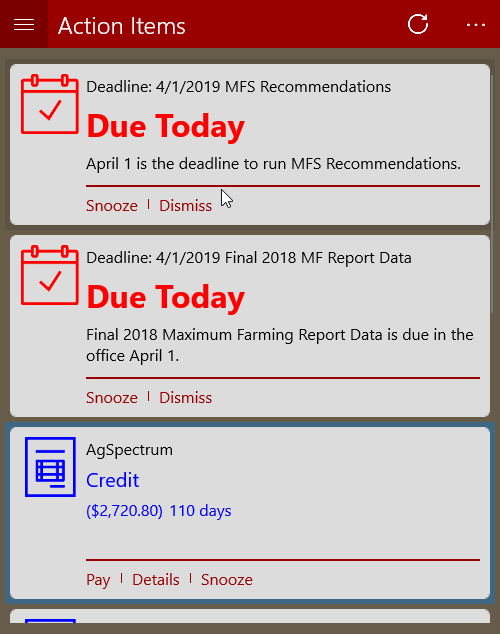 Action Items
Deadline: 4/1/2019 MFS Recommendations
Due Today
April 1 is the deadline to run MFS Recommendations.
Snooze | Dismiss
Deadline: 4/1/2019 Final 2018 MF Report Data
Due Today
Final 2018 Maximum Farming Report Data is due in the
office April 1.
Snooze | Dismiss
AgSpectrum
Credit
($2,720.80) 110 days
Pay | Details | Snooze